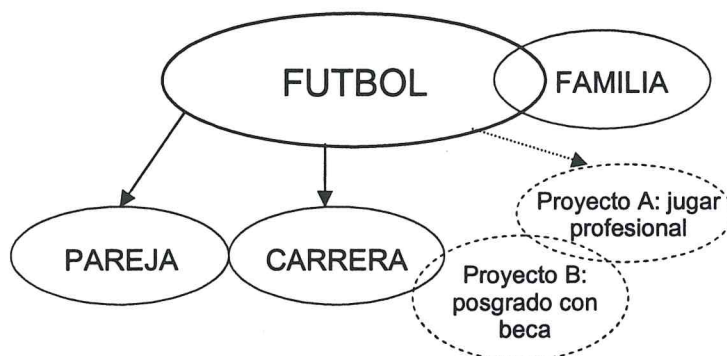 FUTBOL
FAMILIA
PAREJA
CARRERA
Proyecto A: jugar
profesional
Proyecto B:
posgrado con
beca